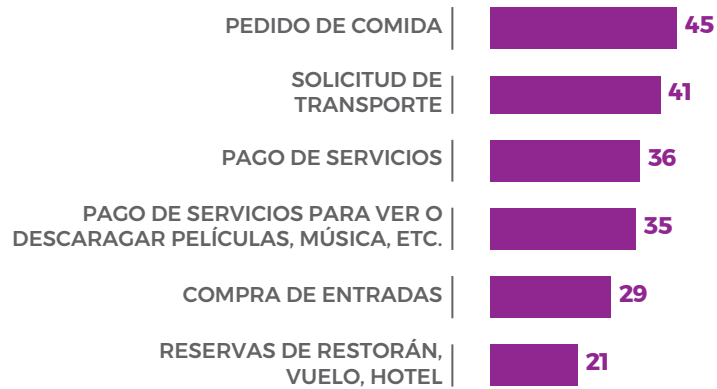 PEDIDO DE COMIDA 45
SOLICITUD DE
TRANSPORTE 41
PAGO DE SERVICIOS 36
PAGO DE SERVICIOS PARA VER O
DESCARAGAR PELÍCULAS, MÚSICA, ETC. 35
COMPRA DE ENTRADAS 29
RESERVAS DE RESTORÁN,
VUELO, HOTEL 21